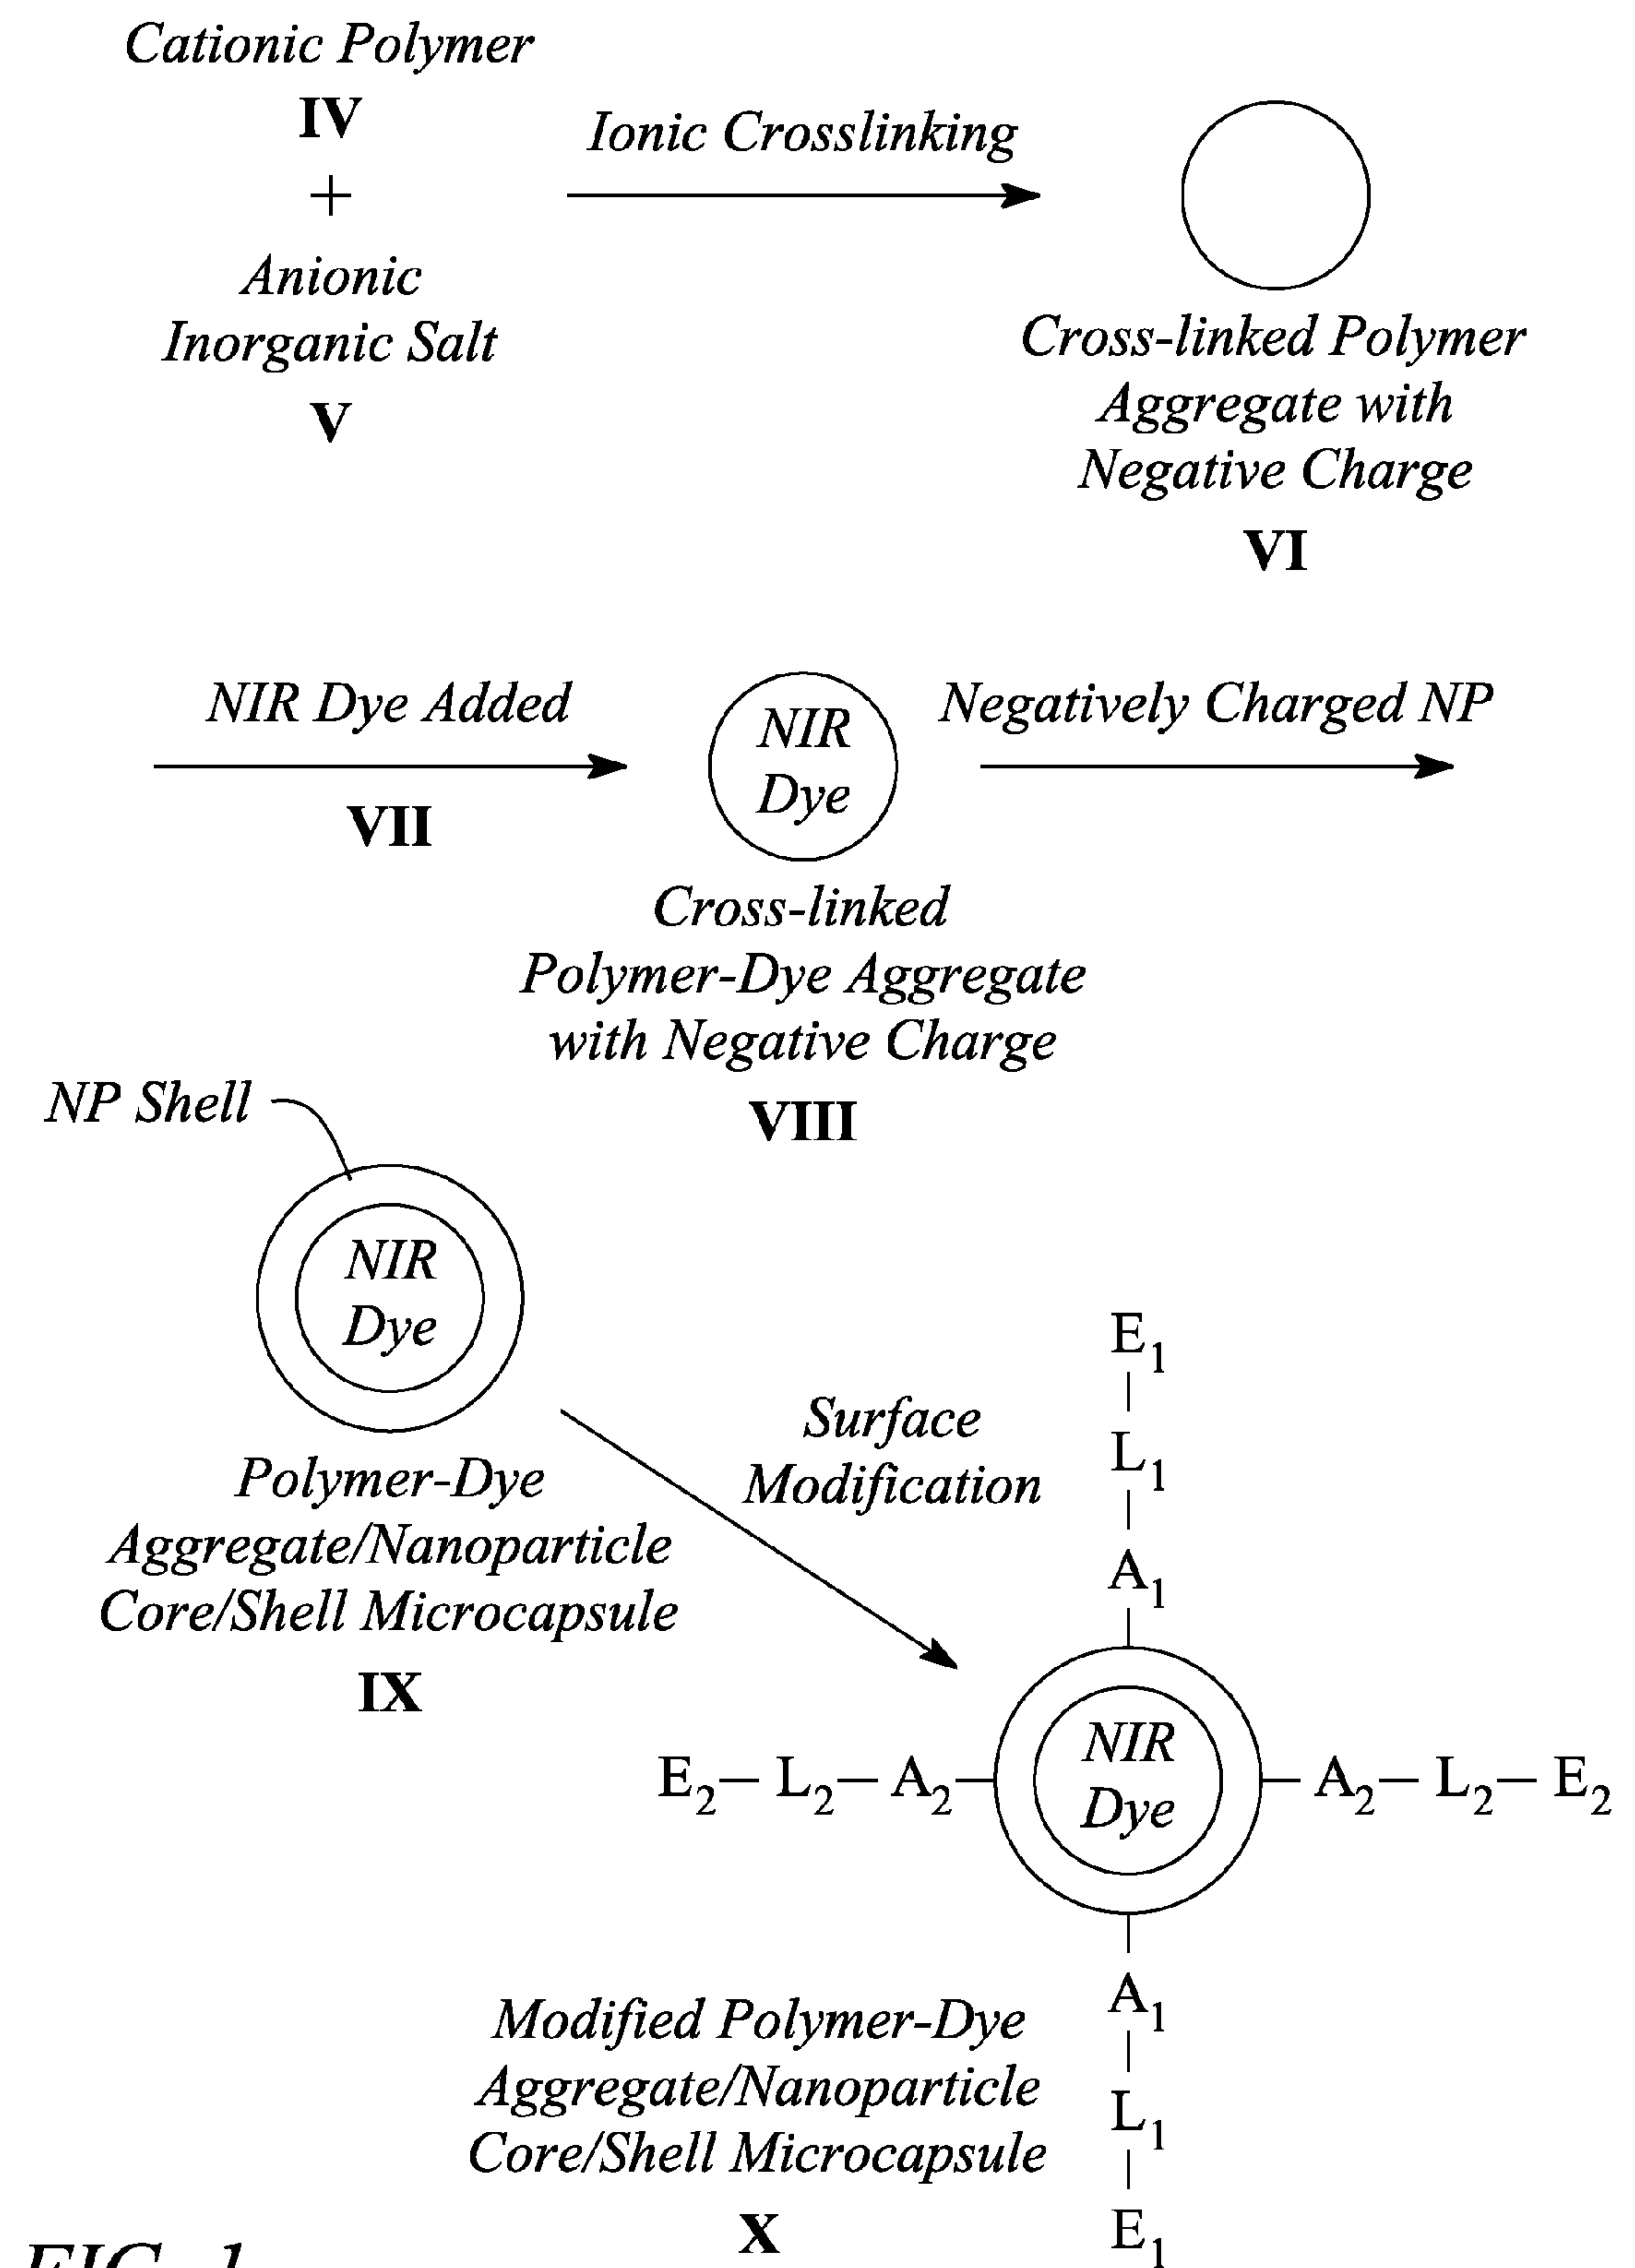 Cationic Polymer
IV
+
Anionic
Inorganic Salt
V
Ionic Crosslinking
Cross-linked Polymer
Aggregate with
Negative Charge
VI
NIR Dye Added
VII
NIR
Dye
Cross-linked
Polymer-Dye Aggregate
with Negative Charge
VIII
Negatively Charged NP
NP Shell
NIR
Dye
Polymer-Dye
Aggregate/Nanoparticle
Core/Shell Microcapsule
IX
Surface
Modification
E1
L1
A1
E2— L2— A2—
NIR
Dye
— A2— L2— E2
A1
L1
E1
Modified Polymer-Dye
Aggregate/Nanoparticle
Core/Shell Microcapsule
X
FIG. 1